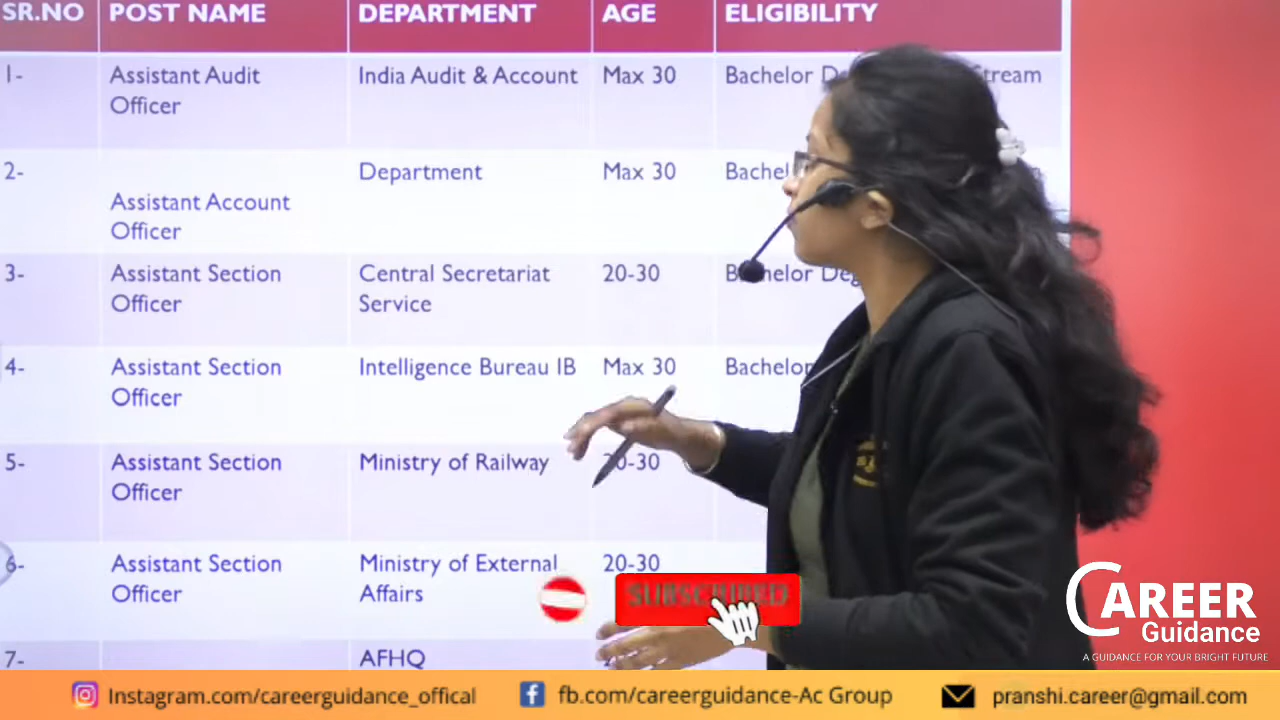 SR.NO POST NAME DEPARTMENT AGE ELIGIBILITY
1- Assistant Audit India Audit & Account Max 30 Bachelor Stream
Officer
2- Department Max 30
Assistant Account
Officer
3- Assistant Section Central Secretariat 20-30
Officer Service
4- Assistant Section Intelligence Bureau IB Max 30 Bachelor
Officer
5- Assistant Section Ministry of Railway 20-30
Officer
6- Assistant Section Ministry of External 20-30
Officer Affairs
SUBSCRIBED
7- AFHQ
CAREER
Guidance
A GUIDANCE FOR YOUR BRIGHT FUTURE
Instagram.com/careerguidance_offical fb.com/careerguidance-Ac Group pranshi.career@gmail.com